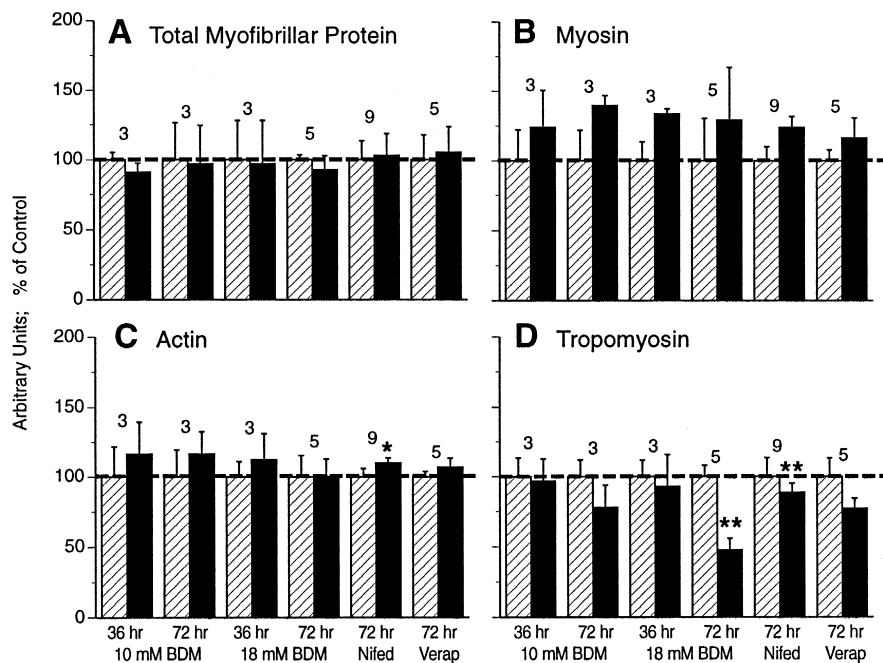 A Total Myofibrillar Protein
B Myosin
200
150
100
50
0
3 3 3 5 9 5
3 3 3 5 9 5
C Actin
D Tropomyosin
200
150
100
50
0
3 3 3 5 9 5
*
3 3 3 5 9 5
** **
Arbitrary Units; % of Control
36 hr 72 hr 36 hr 72 hr 72 hr 72 hr
10 mM BDM 18 mM BDM Nifed Verap
36 hr 72 hr 36 hr 72 hr 72 hr 72 hr
10 mM BDM 18 mM BDM Nifed Verap